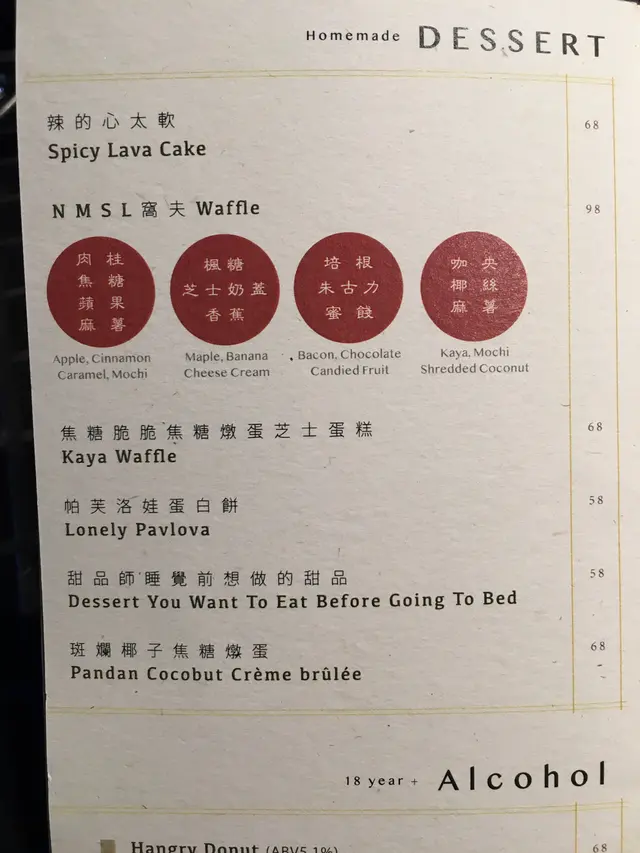 Homemade DESSERT
辣的心太軟 68
Spicy Lava Cake
NMSL窩夫 Waffle 98
肉桂
焦糖
蘋果
麻薯
Apple, Cinnamon
Caramel, Mochi
楓糖
芝士奶蓋
香蕉
Maple, Banana
Cheese Cream
培根
朱古力
蜜餞
Bacon, Chocolate
Candied Fruit
咖央
椰絲
麻薯
Kaya, Mochi
Shredded Coconut
焦糖脆脆焦糖燉蛋芝士蛋糕 68
Kaya Waffle
帕芙洛娃蛋白餅 58
Lonely Pavlova
甜品師睡覺前想做的甜品 58
Dessert You Want To Eat Before Going To Bed
斑斕椰子焦糖燉蛋 68
Pandan Cocobut Crème brûlée
18 year + Alcohol
Hangry Donut (ABV5.1%) 68